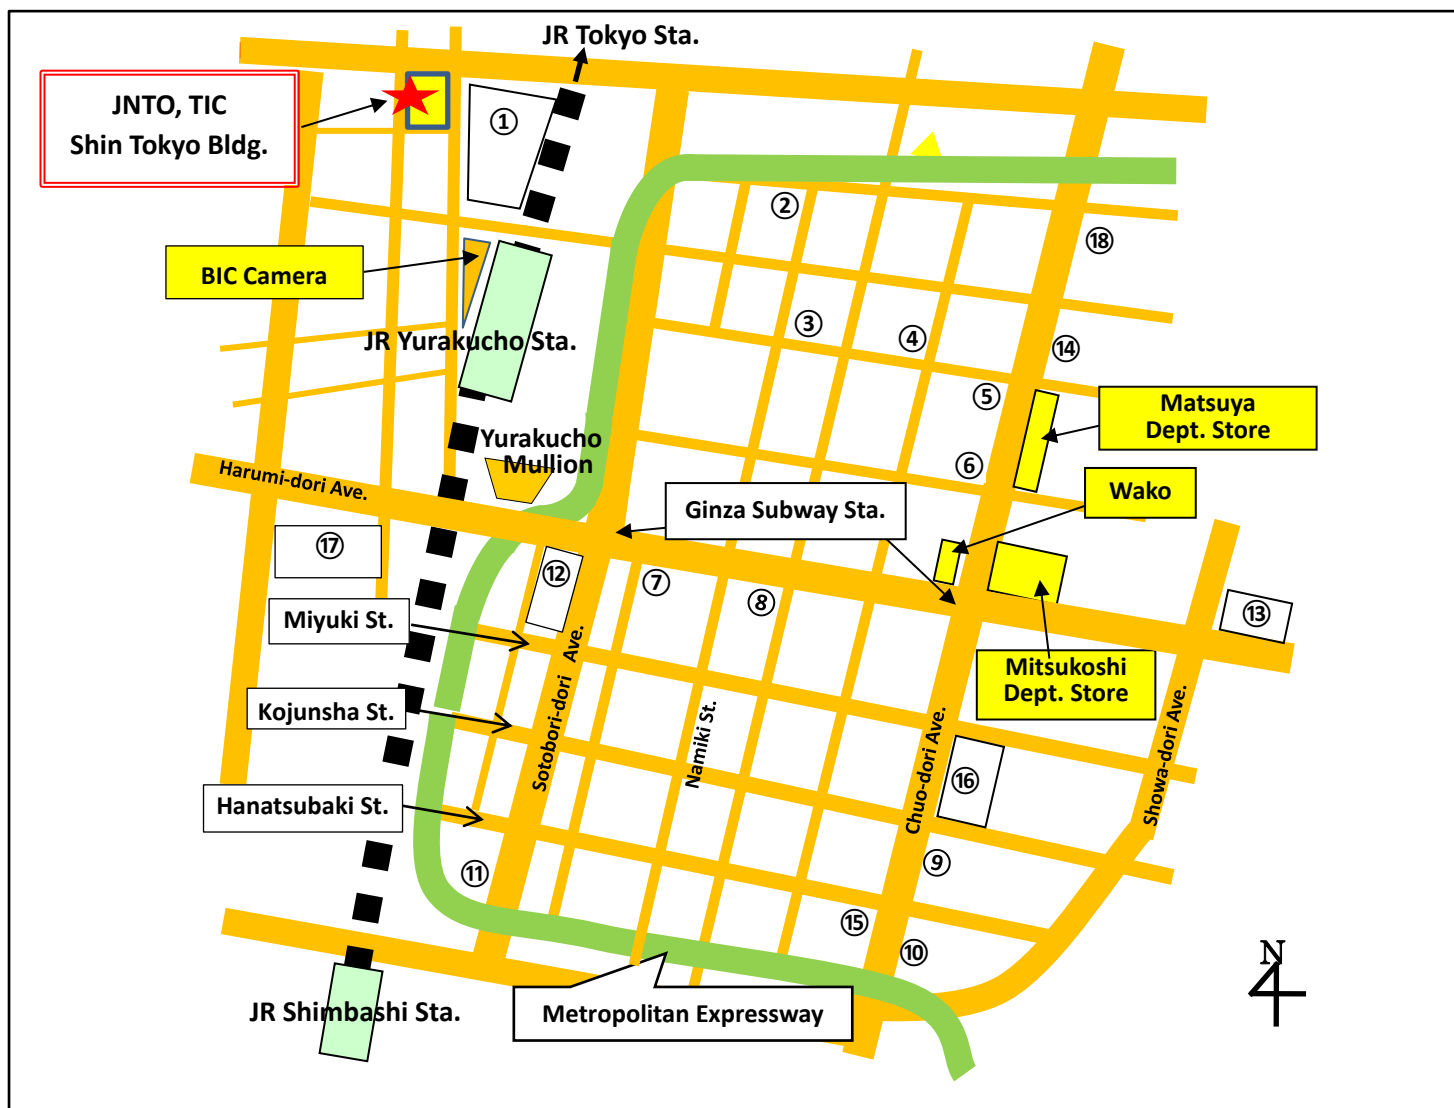 JR Tokyo Sta.
JNTO, TIC
Shin Tokyo Bldg.
①
②
⑱
BIC Camera
③
④
⑭
JR Yurakucho Sta.
⑤
Matsuya
Dept. Store
Yurakucho
Mullion
⑥
Harumi-dori Ave.
Ginza Subway Sta.
Wako
⑰
⑫
⑦
⑧
⑬
Miyuki St.
Mitsukoshi
Dept. Store
Kojunsha St.
Sotobori-dori Ave.
Namiki St.
Chuo-dori Ave.
Showa-dori Ave.
⑯
Hanatsubaki St.
⑨
⑪
⑮
⑩
N
JR Shimbashi Sta.
Metropolitan Expressway